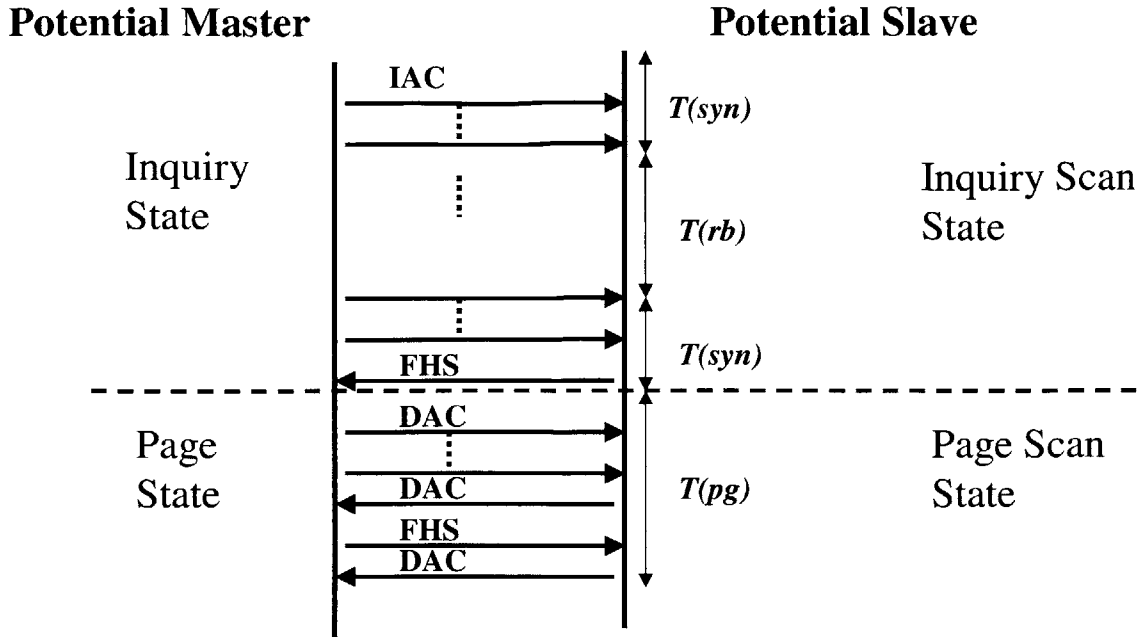 Potential Master
Potential Slave
IAC
T(syn)
Inquiry
State
Inquiry Scan
State
T(rb)
T(syn)
FHS
DAC
Page
State
Page Scan
State
T(pg)
DAC
FHS
DAC